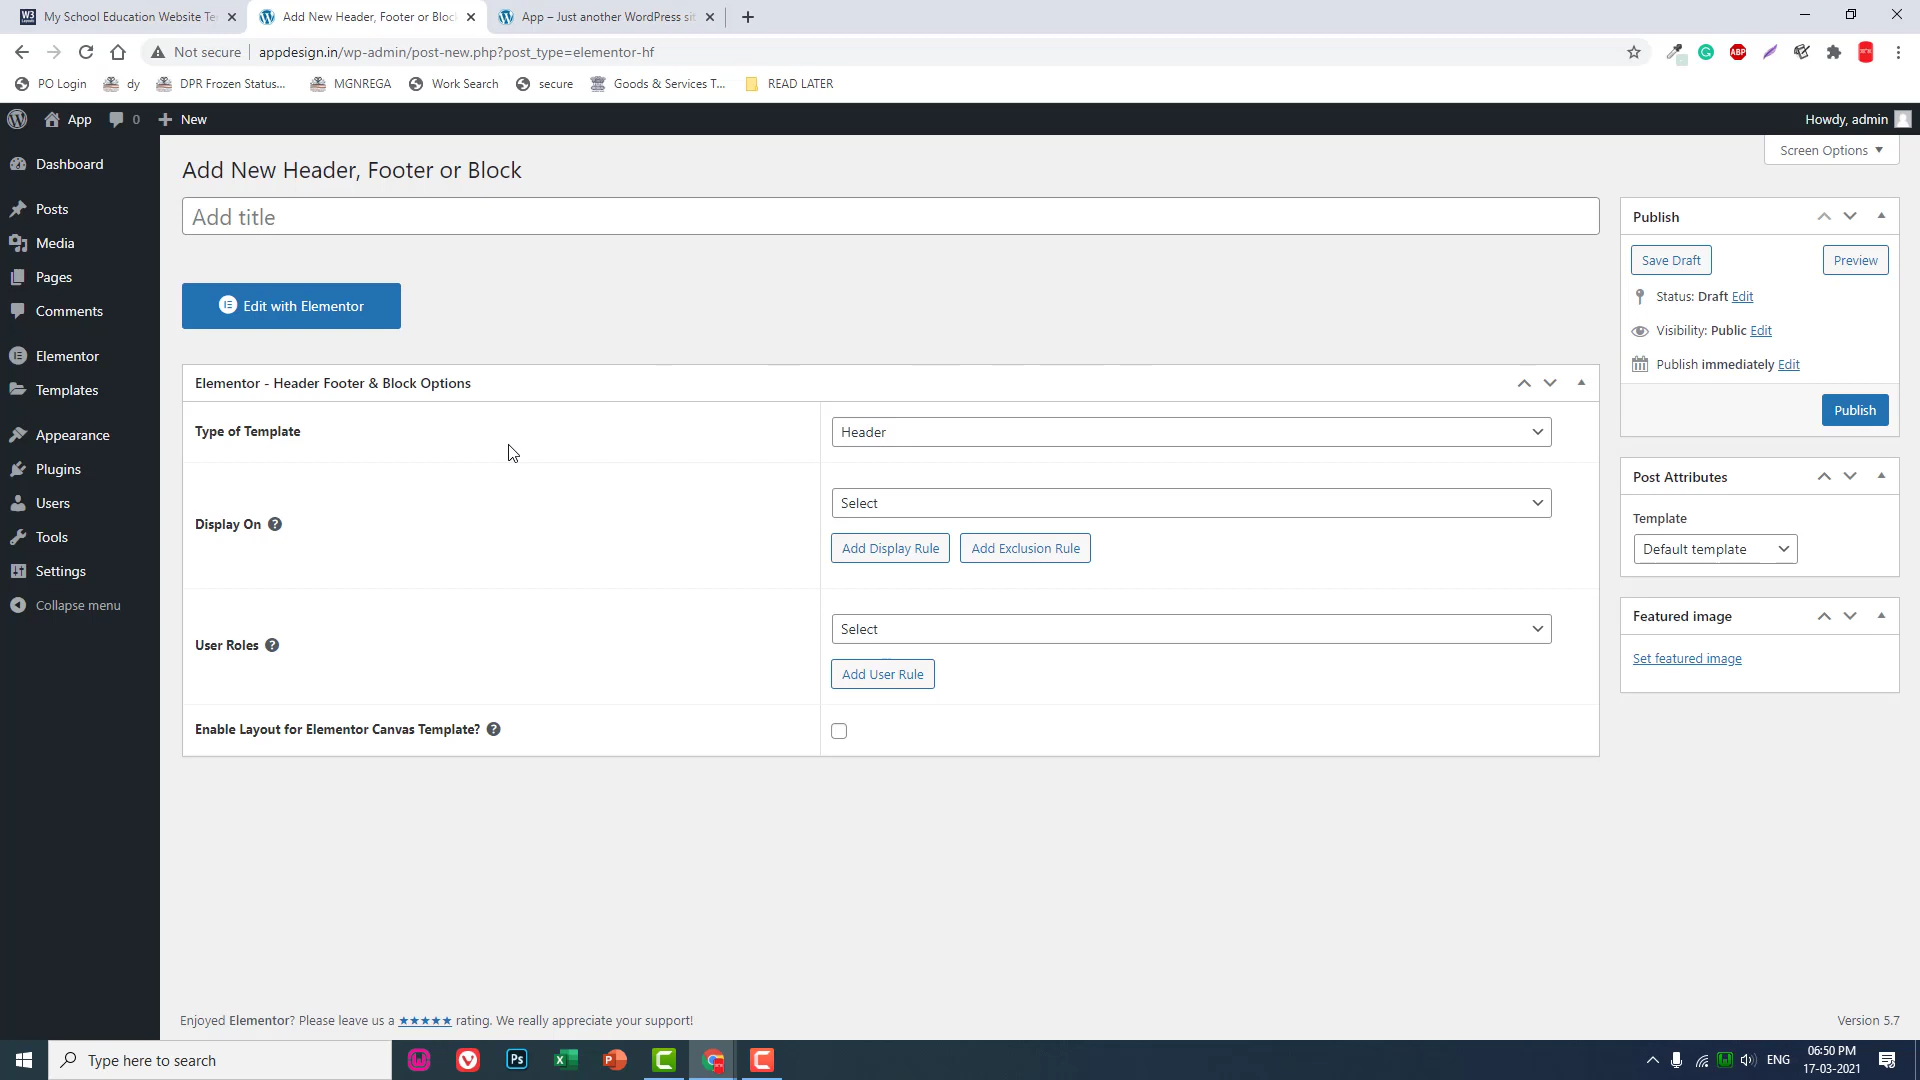 My School Education Website Te
Add New Header, Footer or Bloc
App – Just another WordPress sit
Not secure
appdesign.in/wp-admin/post-new.php?post_type=elementor-hf
PO Login
dy
DPR Frozen Status...
MGNREGA
Work Search
secure
Goods & Services T...
READ LATER
App
0
New
Howdy, admin
Screen Options
Dashboard
Posts
Media
Pages
Comments
Elementor
Templates
Appearance
Plugins
Users
Tools
Settings
Collapse menu
Add New Header, Footer or Block
Add title
Edit with Elementor
Elementor - Header Footer & Block Options
Type of Template
Header
Display On
Select
Add Display Rule
Add Exclusion Rule
User Roles
Select
Add User Rule
Enable Layout for Elementor Canvas Template?
Publish
Save Draft
Preview
Status: Draft Edit
Visibility: Public Edit
Publish immediately Edit
Publish
Post Attributes
Template
Default template
Featured image
Set featured image
Enjoyed Elementor? Please leave us a ★★★★★ rating. We really appreciate your support!
Version 5.7
Type here to search
ENG
06:50 PM
17-03-2021